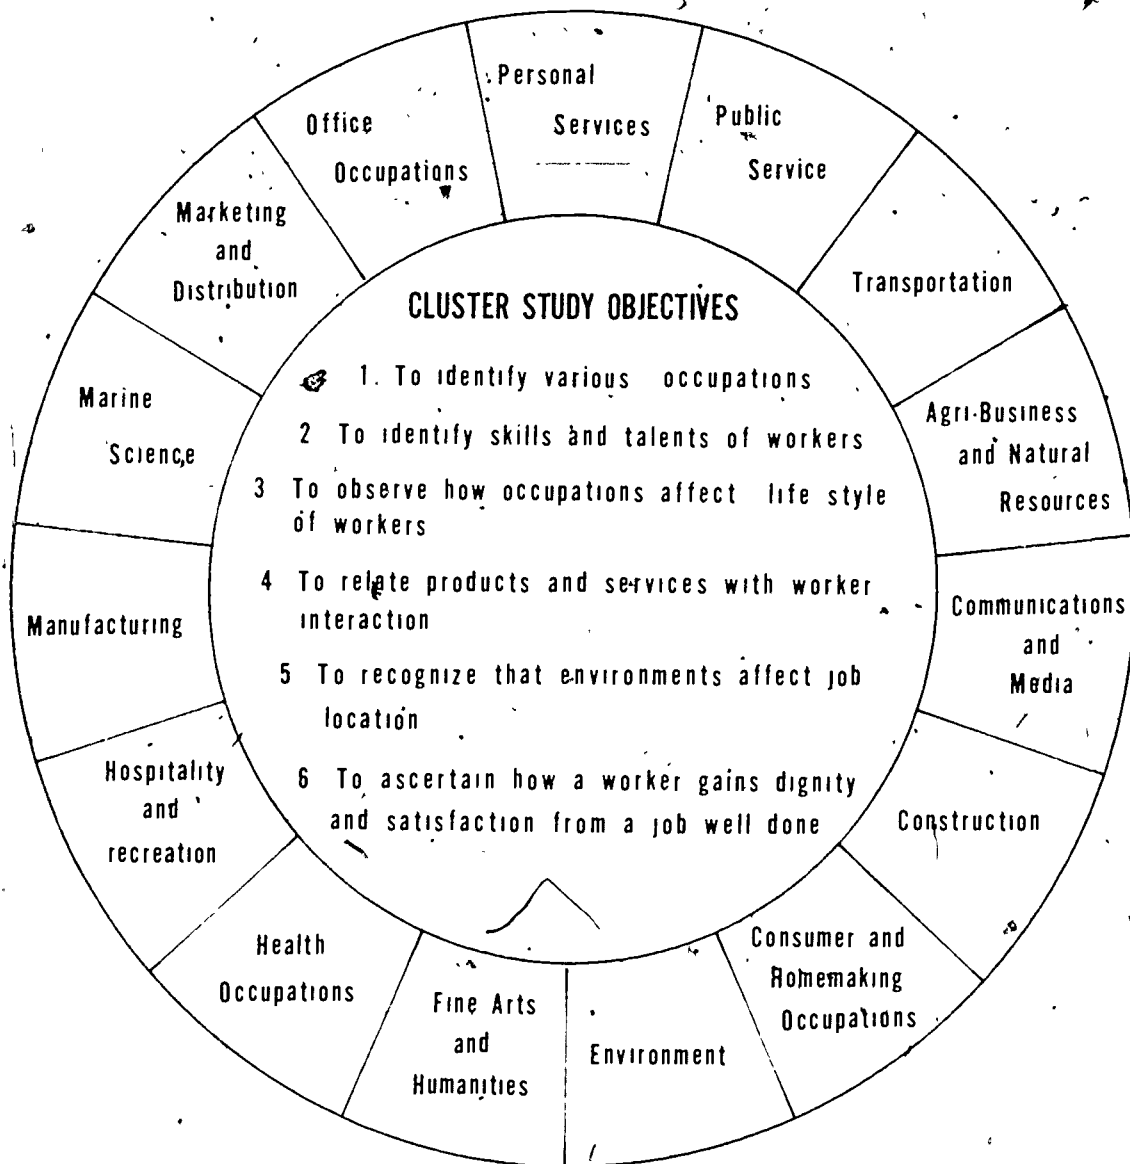 Personal
Services
Public
Service
Transportation
Agri-Business
and Natural
Resources
Communications
and
Media
Construction
Consumer and
Homemaking
Occupations
Environment
Fine Arts
and
Humanities
Health
Occupations
Hospitality
and
recreation
Manufacturing
Marine
Science
Marketing
and
Distribution
Office
Occupations
CLUSTER STUDY OBJECTIVES
1. To identify various occupations
2 To identify skills and talents of workers
3 To observe how occupations affect life style
of workers
4 To relate products and services with worker
interaction
5 To recognize that environments affect job
location
6 To ascertain how a worker gains dignity
and satisfaction from a job well done